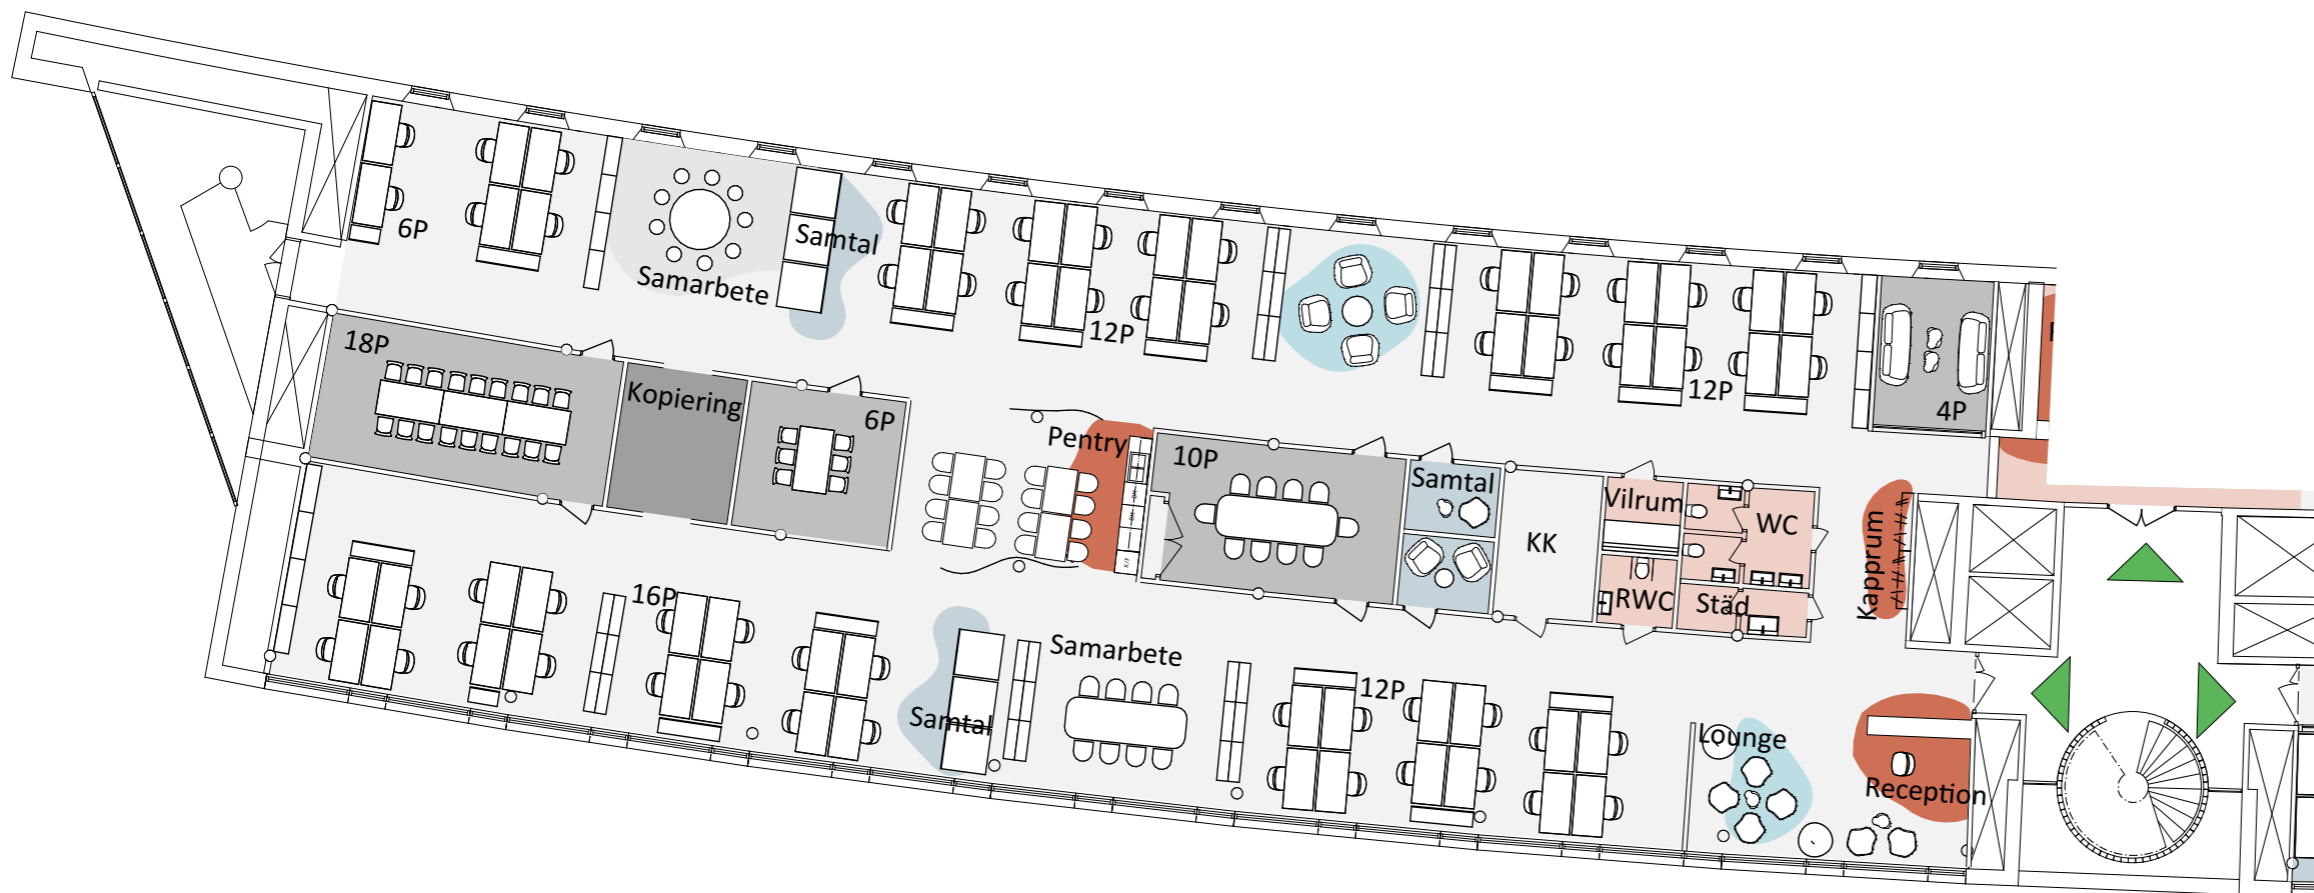 6P
Samarbete
Samtal
12P
12P
4P
18P
Kopiering
6P
Pentry
10P
Samtal
KK
Vilrum
WC
RWC
Städ
Kapprum
16P
Samtal
Samarbete
12P
Lounge
Reception